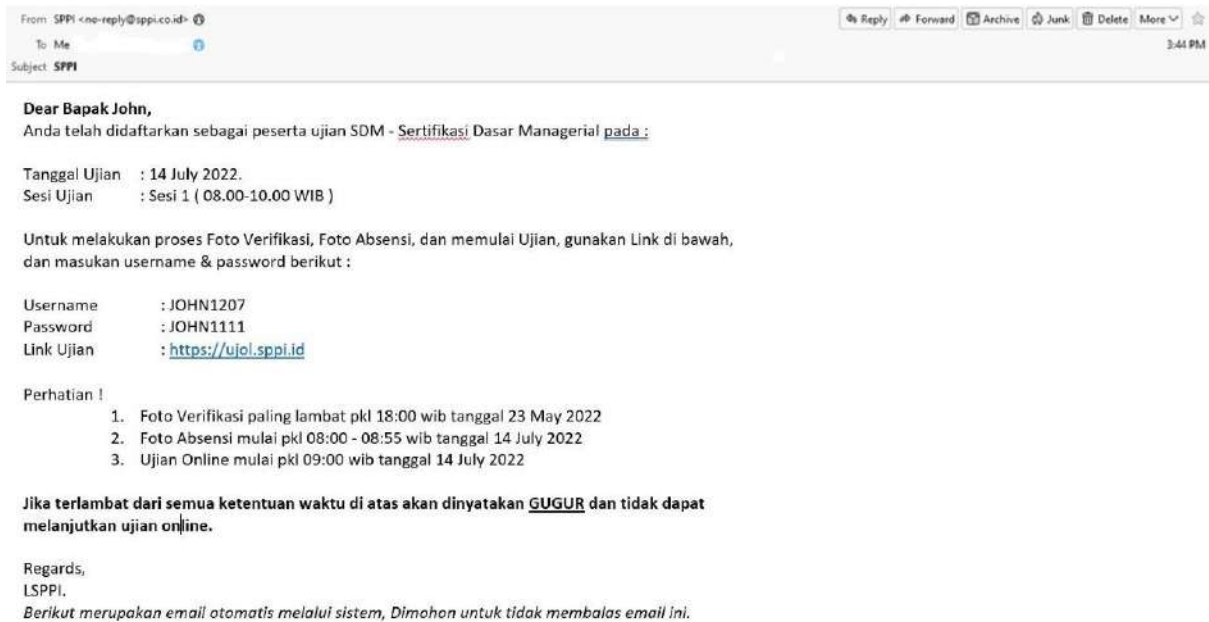 From SPPI <no-reply@sppi.co.id>
Reply Forward Archive Junk Delete More
To Me
3:44 PM
Subject SPPI
Dear Bapak John,
Anda telah didaftarkan sebagai peserta ujian SDM - Sertifikasi Dasar Managerial pada :
Tanggal Ujian : 14 July 2022.
Sesi Ujian : Sesi 1 ( 08.00-10.00 WIB )
Untuk melakukan proses Foto Verifikasi, Foto Absensi, dan memulai Ujian, gunakan Link di bawah,
dan masukan username & password berikut :
Username : JOHN1207
Password : JOHN1111
Link Ujian : https://ujol.sppi.id
Perhatian !
1. Foto Verifikasi paling lambat pkl 18:00 wib tanggal 23 May 2022
2. Foto Absensi mulai pkl 08:00 - 08:55 wib tanggal 14 July 2022
3. Ujian Online mulai pkl 09:00 wib tanggal 14 July 2022
Jika terlambat dari semua ketentuan waktu di atas akan dinyatakan GUGUR dan tidak dapat
melanjutkan ujian online.
Regards,
LSPPI.
Berikut merupakan email otomatis melalui sistem, Dimohon untuk tidak membalas email ini.